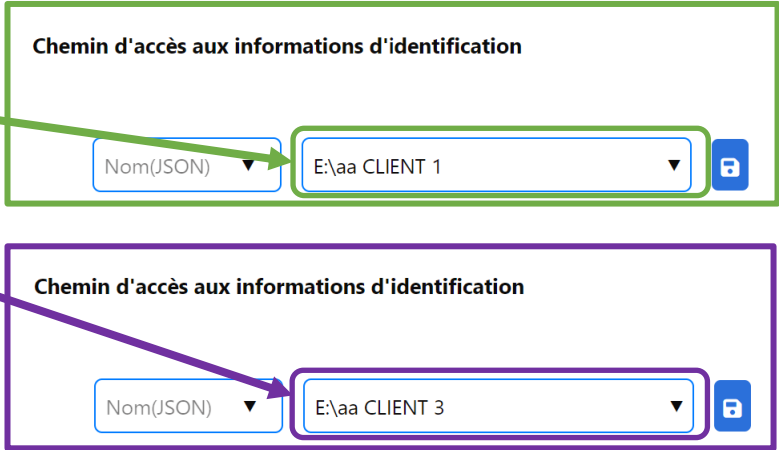 Chemin d'accès aux informations d'identification
Nom(JSON) E:\aa CLIENT 1
Chemin d'accès aux informations d'identification
Nom(JSON) E:\aa CLIENT 3